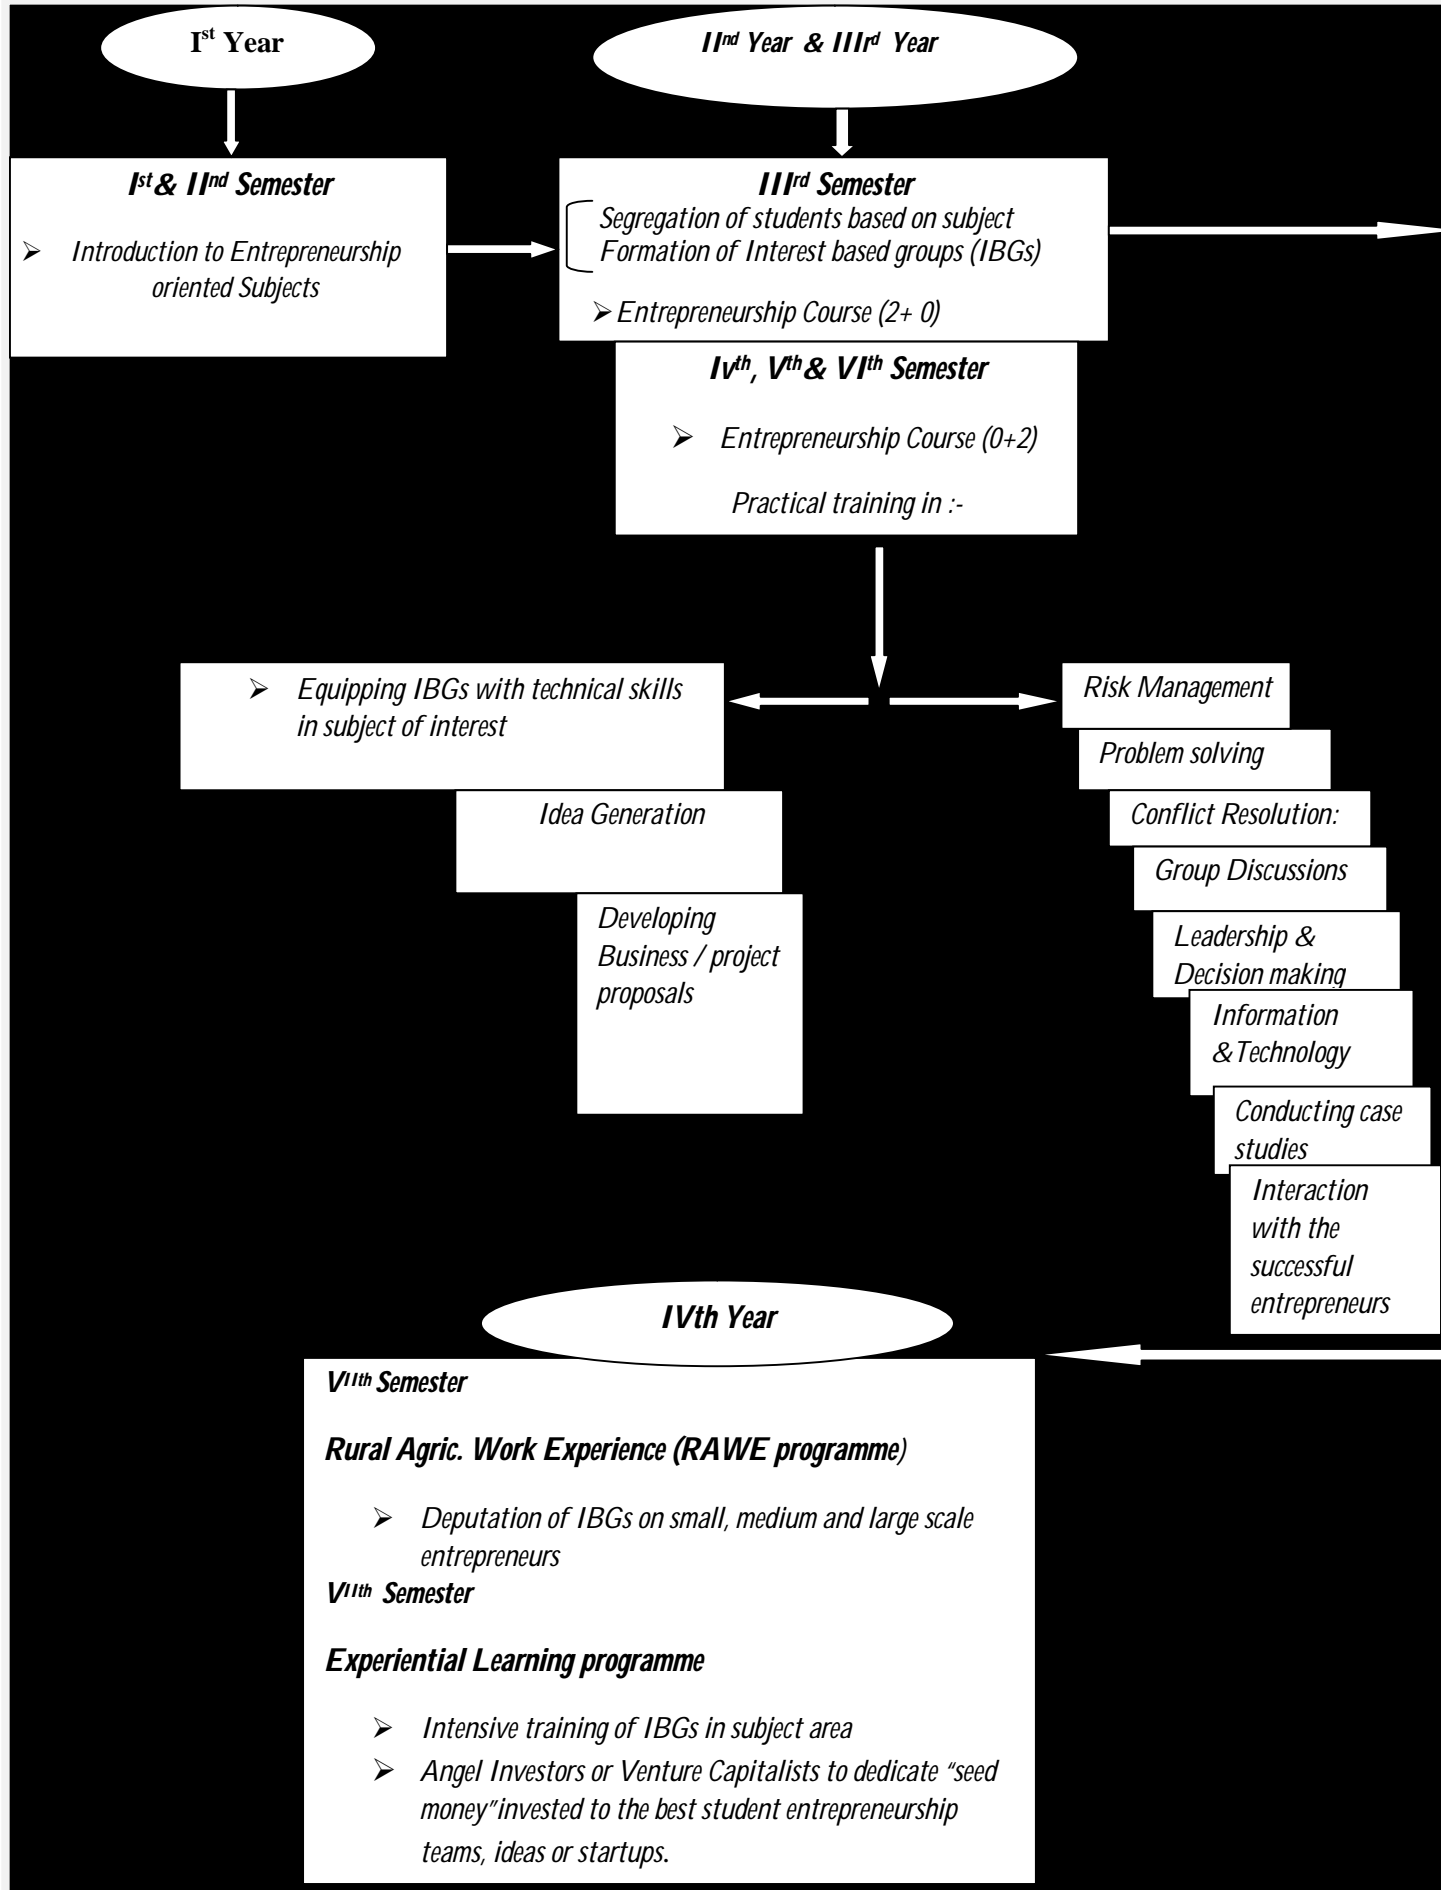 Ist Year
IInd Year & IIIrd Year
Ist & IInd Semester
➢ Introduction to Entrepreneurship
oriented Subjects
IIIrd Semester
Segregation of students based on subject
Formation of Interest based groups (IBGs)
➢ Entrepreneurship Course (2+ 0)
Ivth, Vth & VIth Semester
➢ Entrepreneurship Course (0+2)
Practical training in :-
➢ Equipping IBGs with technical skills
in subject of interest
Idea Generation
Developing
Business / project
proposals
Risk Management
Problem solving
Conflict Resolution:
Group Discussions
Leadership &
Decision making
Information
&Technology
Conducting case
studies
Interaction
with the
successful
entrepreneurs
IVth Year
VIIth Semester
Rural Agric. Work Experience (RAWE programme)
➢ Deputation of IBGs on small, medium and large scale
entrepreneurs
VIIth Semester
Experiential Learning programme
➢ Intensive training of IBGs in subject area
➢ Angel Investors or Venture Capitalists to dedicate “seed
money”invested to the best student entrepreneurship
teams, ideas or startups.